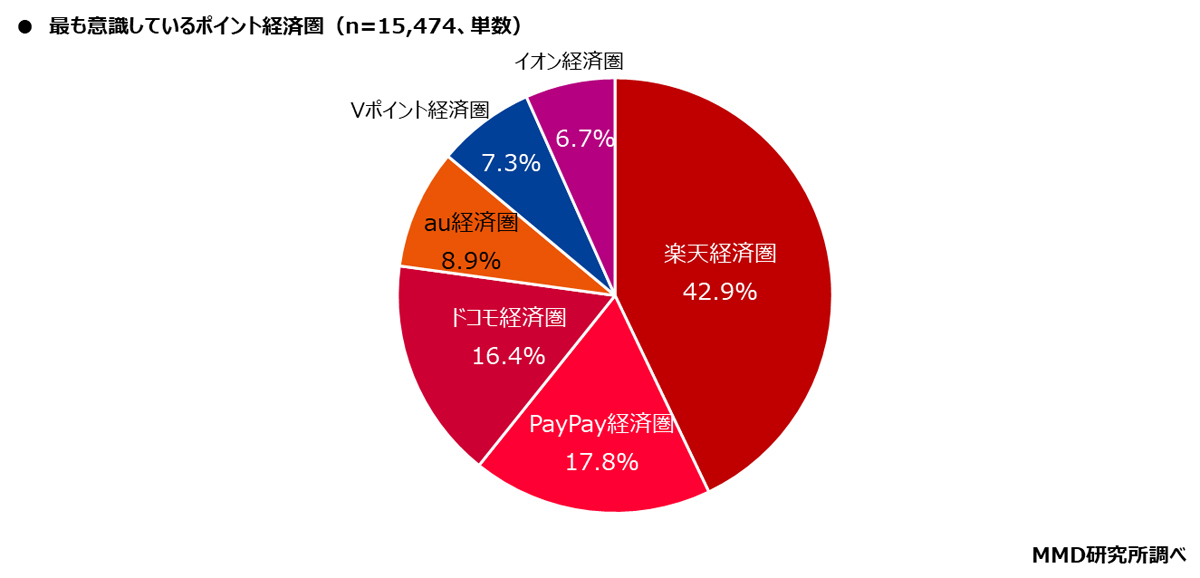 ● 最も意識しているポイント経済圏（n=15,474、単数）
イオン経済圏
6.7%
Vポイント経済圏
7.3%
au経済圏
8.9%
楽天経済圏
42.9%
ドコモ経済圏
16.4%
PayPay経済圏
17.8%
MMD研究所調べ